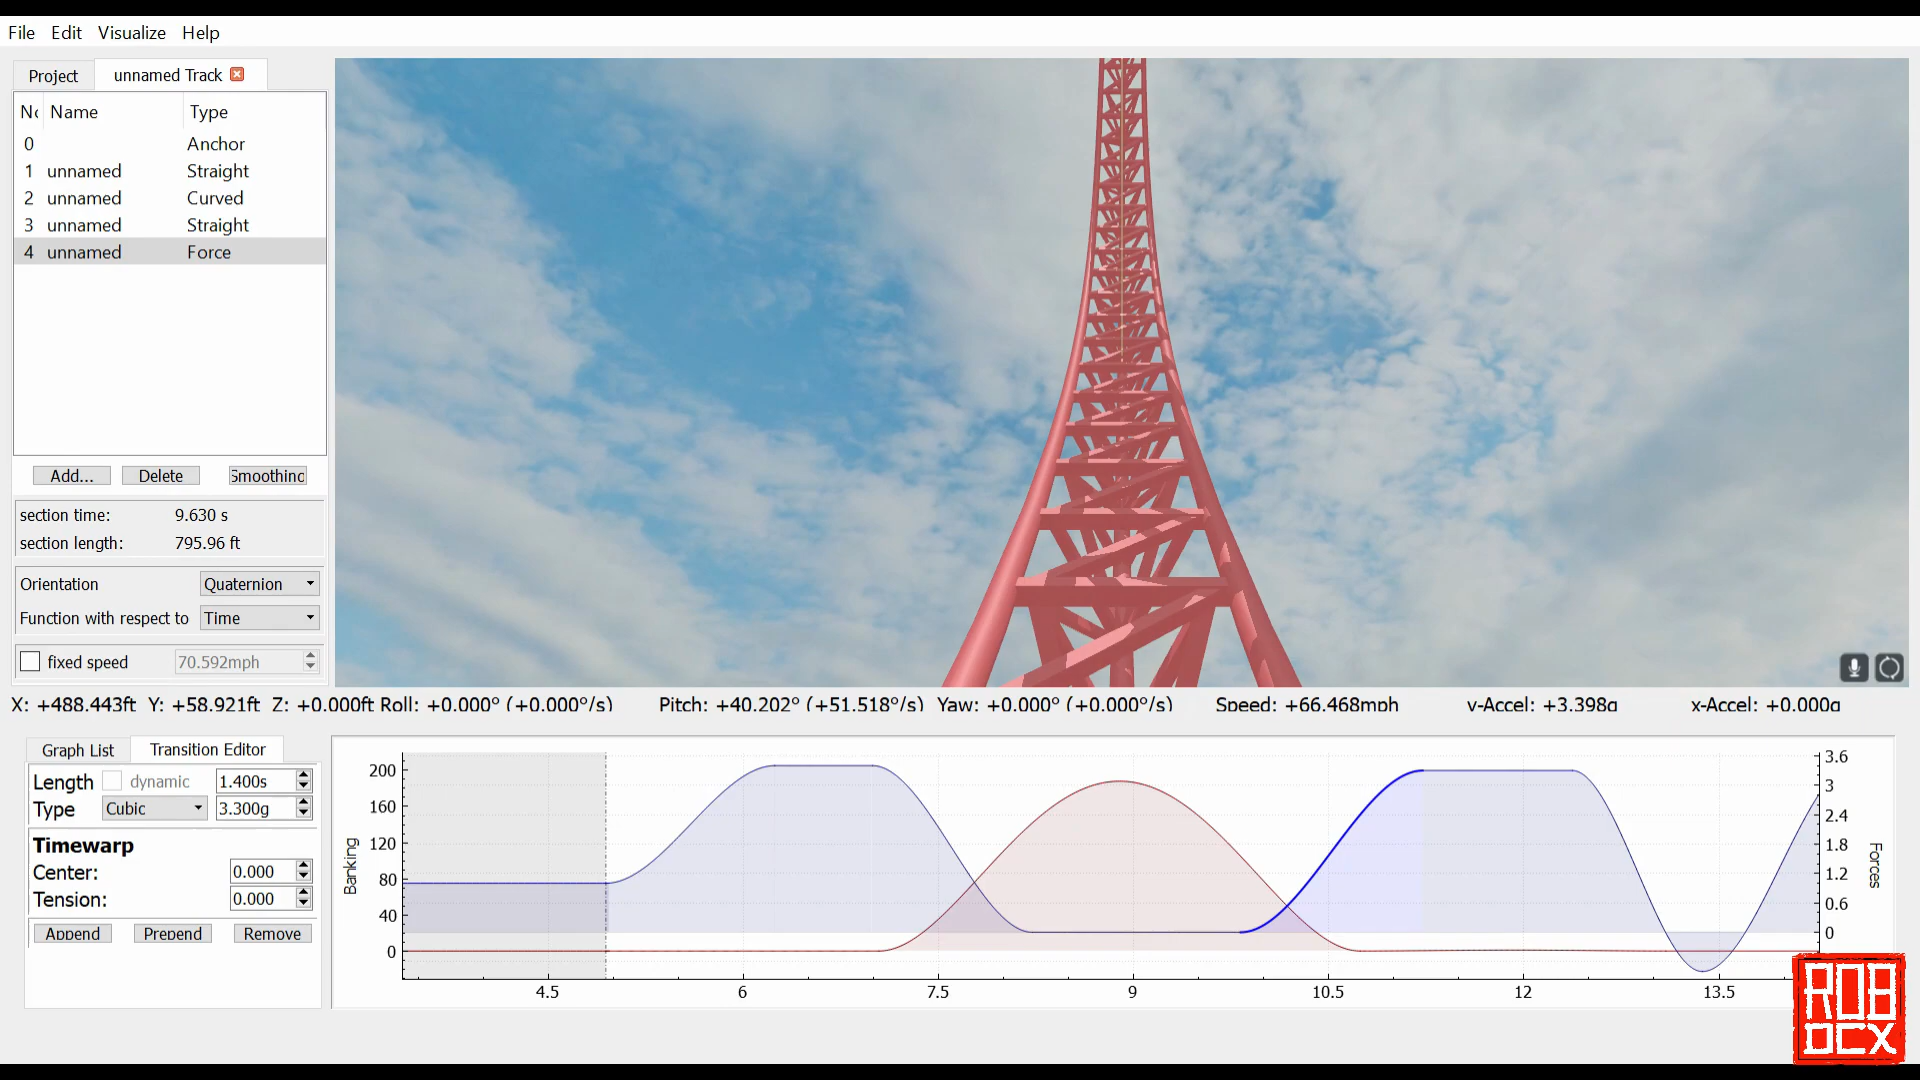 File Edit Visualize Help
Project unnamed Track
Name Type
0 Anchor
1 unnamed Straight
2 unnamed Curved
3 unnamed Straight
4 unnamed Force
Add... Delete Smoothing
section time: 9.630 s
section length: 795.96 ft
Orientation Quaternion
Function with respect to Time
fixed speed 70.592mph
X: +488.443ft Y: +58.921ft Z: +0.000ft Roll: +0.000° (+0.000°/s) Pitch: +40.202° (+51.518°/s) Yaw: +0.000° (+0.000°/s) Speed: +66.468mph y-Accel: +3.398g x-Accel: +0.000g
Graph List Transition Editor
Length dynamic 1.400s
Type Cubic 3.300g
Timewarp
Center: 0.000
Tension: 0.000
Append Prepend Remove
Banking
200
160
120
80
40
0
4.5 6 7.5 9 10.5 12 13.5
3.6
3
2.4
1.8
1.2
0.6
0
Forces
ROB
OCX